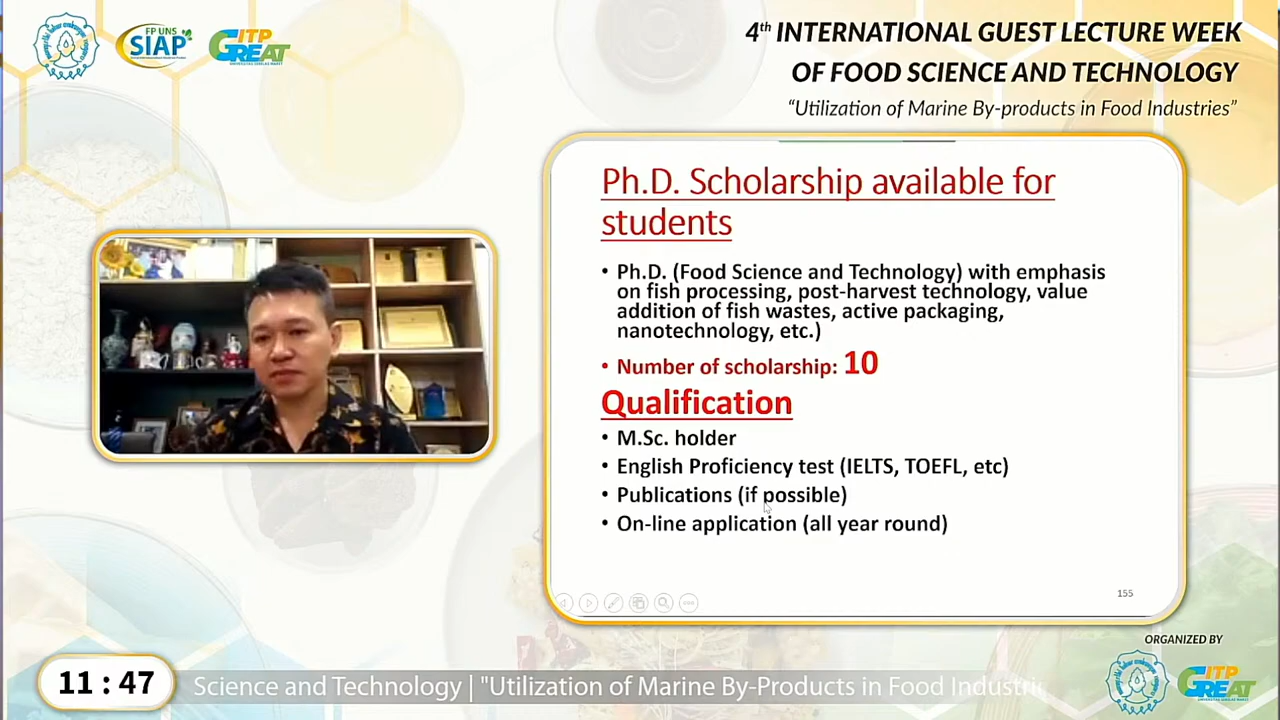 FP UNS
SIAP
ITP
GREAT
4th INTERNATIONAL GUEST LECTURE WEEK
OF FOOD SCIENCE AND TECHNOLOGY
“Utilization of Marine By-products in Food Industries”
Ph.D. Scholarship available for
students
• Ph.D. (Food Science and Technology) with emphasis
on fish processing, post-harvest technology, value
addition of fish wastes, active packaging,
nanotechnology, etc.)
• Number of scholarship: 10
Qualification
• M.Sc. holder
• English Proficiency test (IELTS, TOEFL, etc)
• Publications (if possible)
• On-line application (all year round)
155
ORGANIZED BY
ITP
GREAT
11 : 47
Science and Technology | "Utilization of Marine By-Products in Food Industri